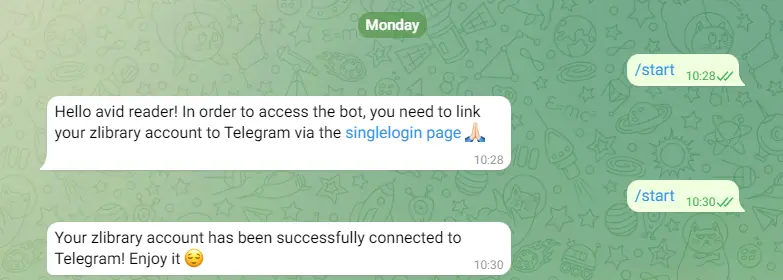 Monday
/start 10:28
Hello avid reader! In order to access the bot, you need to link
your zlibrary account to Telegram via the singlelogin page 🙏🏻
10:28
/start 10:30
Your zlibrary account has been successfully connected to
Telegram! Enjoy it 😌
10:30